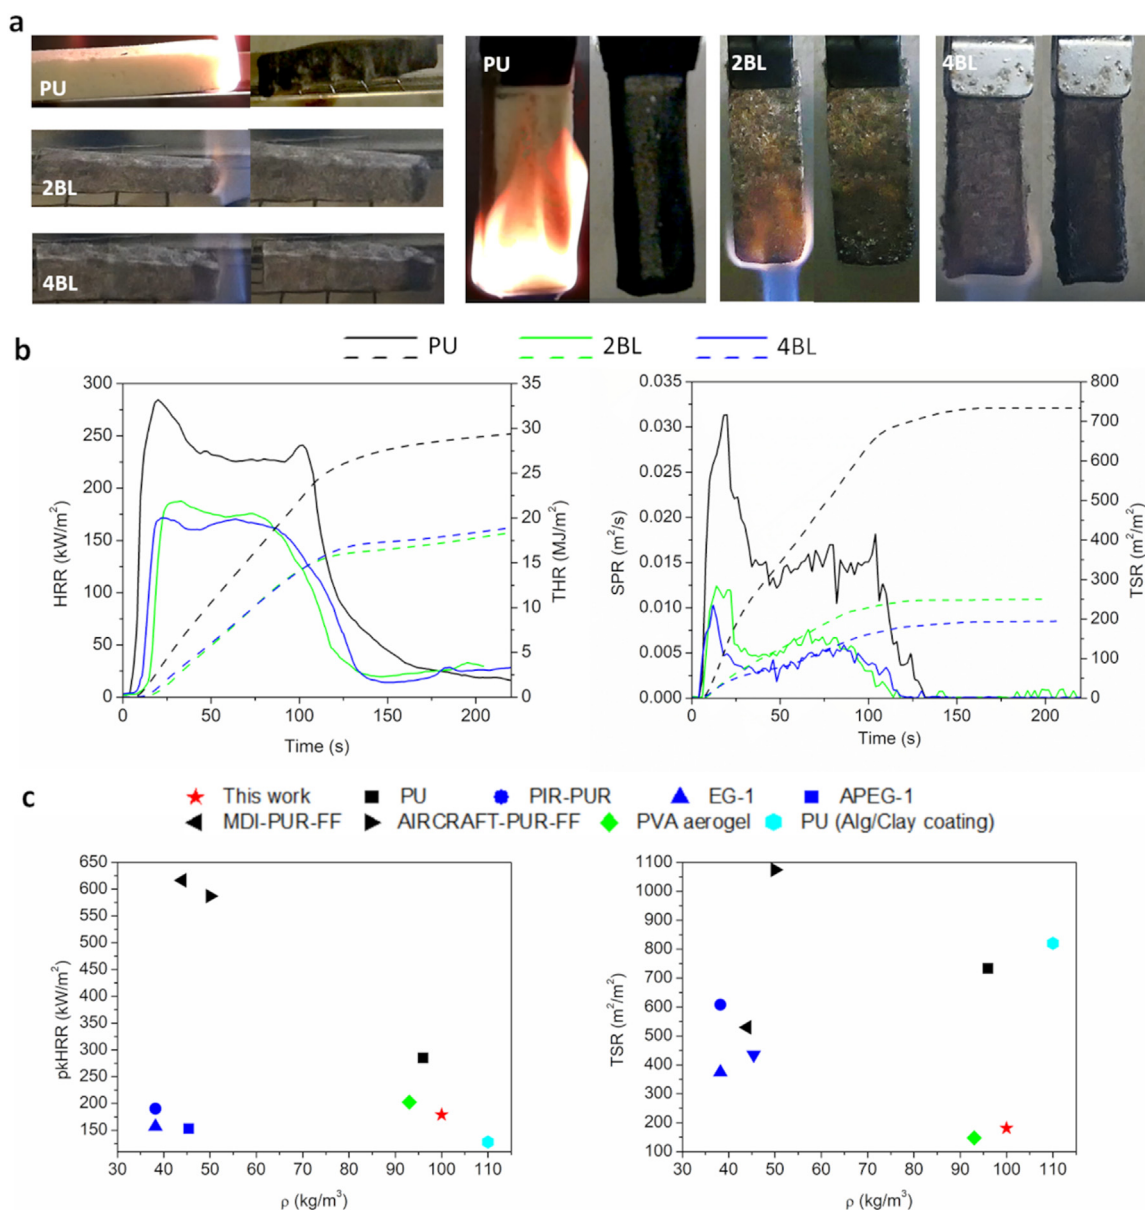 a
PU
2BL
4BL
PU
2BL
4BL
b
PU 2BL 4BL
300
250
200
150
100
50
0
HRR (kW/m²)
35
30
25
20
15
10
5
0
THR (MJ/m²)
0 50 100 150 200
Time (s)
0.035
0.030
0.025
0.020
0.015
0.010
0.005
0.000
SPR (m²/s)
800
700
600
500
400
300
200
100
0
TSR (m²/m²)
0 50 100 150 200
Time (s)
c
This work PU PIR-PUR EG-1 APEG-1
MDI-PUR-FF AIRCRAFT-PUR-FF PVA aerogel PU (Alg/Clay coating)
650
600
550
500
450
400
350
300
250
200
150
pkHRR (kW/m²)
30 40 50 60 70 80 90 100 110
ρ (kg/m³)
1100
1000
900
800
700
600
500
400
300
200
100
TSR (m²/m²)
30 40 50 60 70 80 90 100 110
ρ (kg/m³)